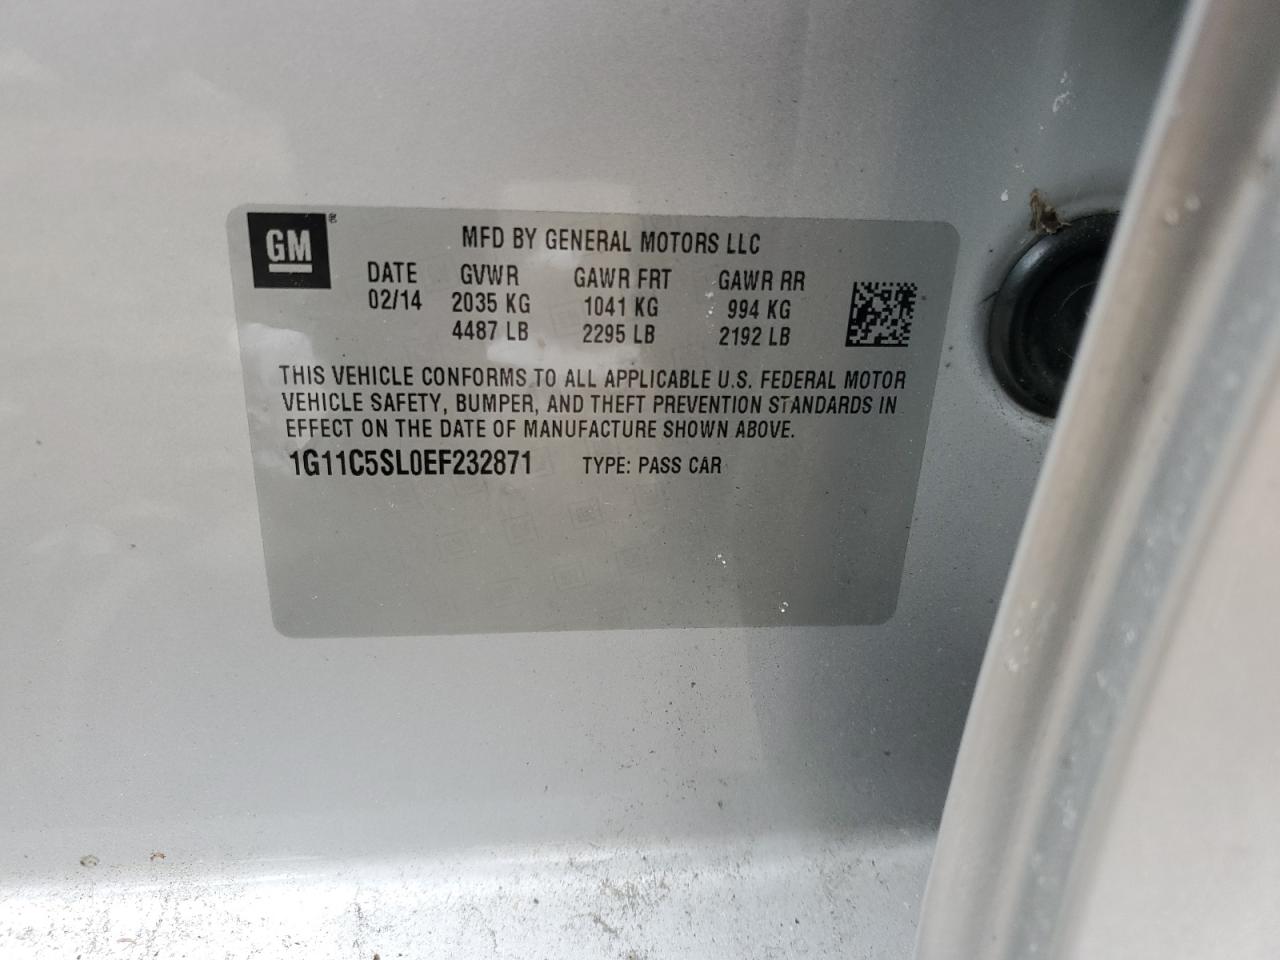 GM®
MFD BY GENERAL MOTORS LLC
DATE GVWR GAWR FRT GAWR RR
02/14 2035 KG 1041 KG 994 KG
4487 LB 2295 LB 2192 LB
THIS VEHICLE CONFORMS TO ALL APPLICABLE U.S. FEDERAL MOTOR
VEHICLE SAFETY, BUMPER, AND THEFT PREVENTION STANDARDS IN
EFFECT ON THE DATE OF MANUFACTURE SHOWN ABOVE.
1G11C5SL0EF232871 TYPE: PASS CAR